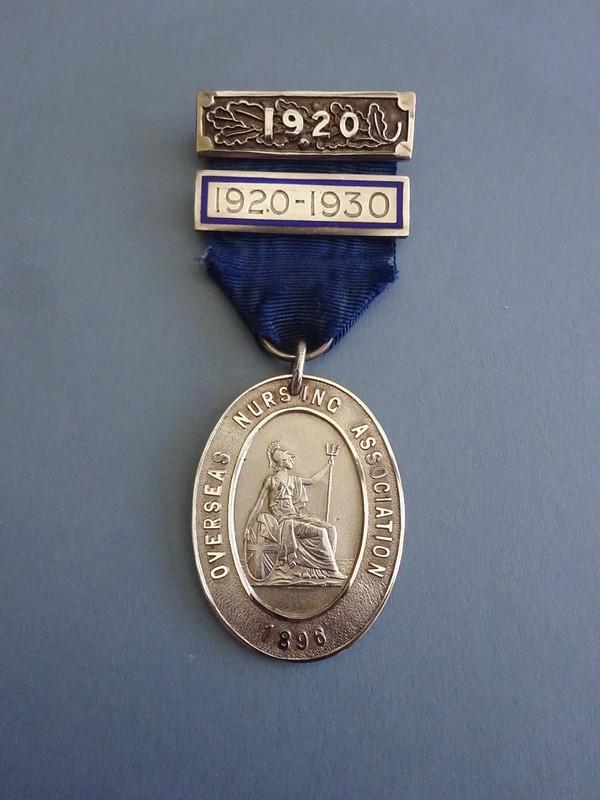 1920
1920-1930
OVERSEAS NURSING ASSOCIATION
1896